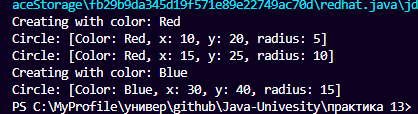 aceStorage\fb29b9da345d19f571e89e22749ac70d\redhat.java\jd
Creating with color: Red
Circle: [Color: Red, x: 10, y: 20, radius: 5]
Circle: [Color: Red, x: 15, y: 25, radius: 10]
Creating with color: Blue
Circle: [Color: Blue, x: 30, y: 40, radius: 15]
PS C:\MyProfile\универ\github\Java-Univesity\практика 13>